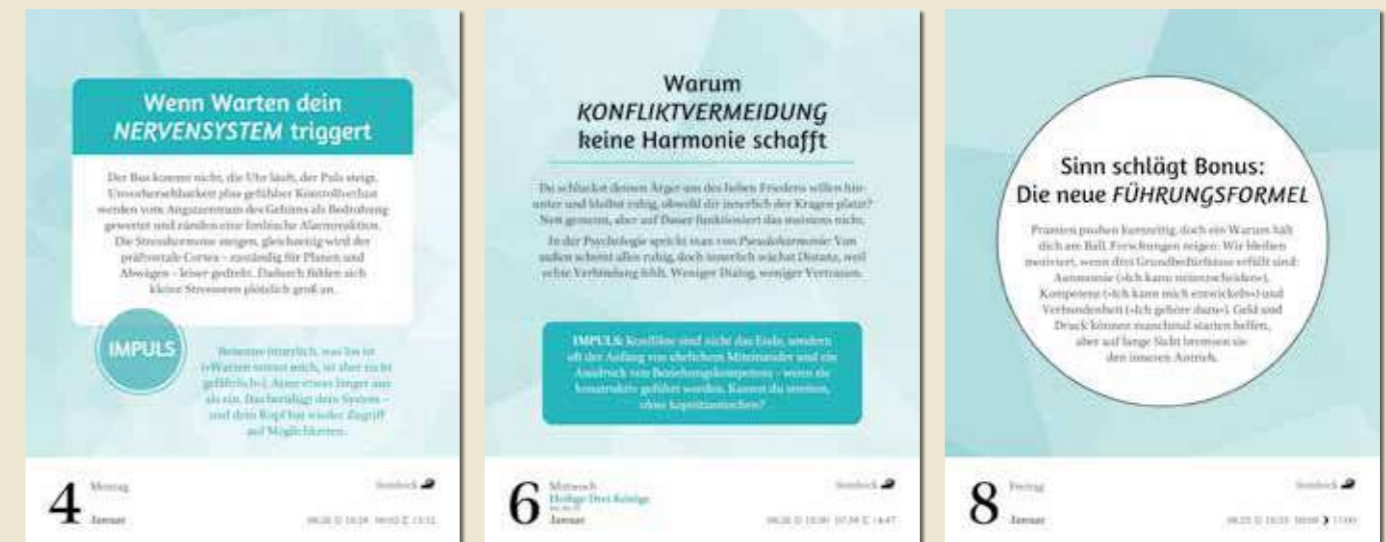 Wenn Warten dein
NERVENSYSTEM triggert
Der Bus kommt nicht, die Uhr läuft, der Puls steigt.
Unvorhersehbarkeit plus gefühlter Kontrollverlust
werden vom Angstzentrum des Gehirns als Bedrohung
gewertet und zünden eine Alarmreaktion.
Die Stresshormone steigen, gleichzeitig wird der
präfrontale Cortex – zuständig für Planen und
Abwägen – leiser gedreht. Dadurch fühlen sich
kleine Stressoren plötzlich groß an.
IMPULS
Benenne innerlich, was los ist
(»Warten nervt mich, ist aber nicht
gefährlich«). Atme etwas länger aus
als ein. Das beruhigt dein System –
und dein Kopf hat wieder Zugriff
auf Möglichkeiten.
4
Montag
Januar
Steinbock
Warum
KONFLIKTVERMEIDUNG
keine Harmonie schafft
Du schluckst deinen Ärger um des lieben Friedens willen hin-
unter und bleibst ruhig, obwohl dir innerlich der Kragen platzt?
Nett gemeint, aber auf Dauer funktioniert das meistens nicht.
In der Psychologie spricht man von Pseudoharmonie: Von
außen scheint alles ruhig, doch innerlich wächst Distanz, weil
echte Verbindung fehlt. Weniger Dialog, weniger Vertrauen.
IMPULS: Konflikte sind nicht das Ende, sondern
oft der Anfang von ehrlichem Miteinander und ein
Ausdruck von Beziehungskompetenz – wenn sie
konstruktiv geführt werden. Kannst du streiten,
ohne kaputtzumachen?
6
Mittwoch
Heilige Drei Könige
Januar
Steinbock
Sinn schlägt Bonus:
Die neue FÜHRUNGSFORMEL
Prämien pushen kurzzeitig, doch ein Warum hält
dich am Ball. Forschungen zeigen: Wir bleiben
motiviert, wenn drei Grundbedürfnisse erfüllt sind:
Autonomie (»Ich kann mitentscheiden«),
Kompetenz (»Ich kann mich entwickeln«) und
Verbundenheit (»Ich gehöre dazu«). Geld und
Druck können manchmal starten helfen,
aber auf lange Sicht bremsen sie
den inneren Antrieb.
8
Freitag
Januar
Steinbock